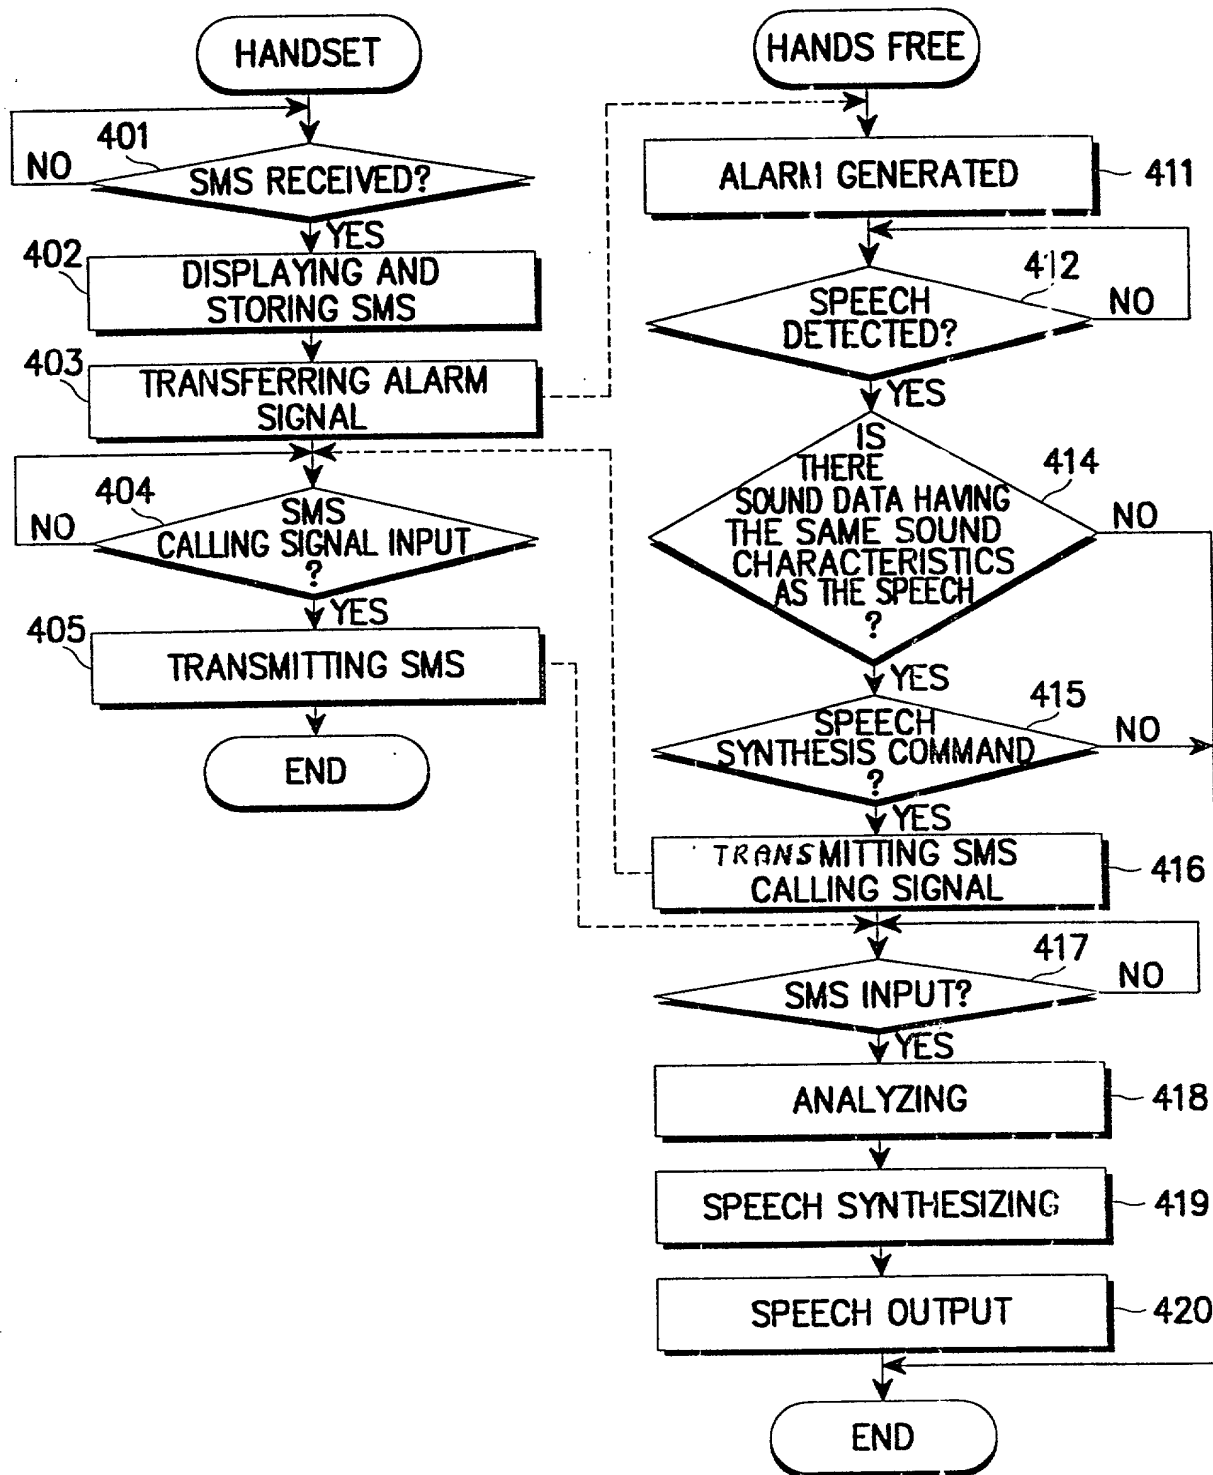 HANDSET
401
NO
SMS RECEIVED?
YES
402
DISPLAYING AND
STORING SMS
403
TRANSFERRING ALARM
SIGNAL
404
NO
SMS
CALLING SIGNAL INPUT
?
YES
405
TRANSMITTING SMS
END
HANDS FREE
ALARM GENERATED
411
412
SPEECH
DETECTED?
NO
YES
IS
THERE
SOUND DATA HAVING
THE SAME SOUND
CHARACTERISTICS
AS THE SPEECH
?
414
NO
YES
415
SPEECH
SYNTHESIS COMMAND
?
NO
YES
TRANSMITTING SMS
CALLING SIGNAL
416
417
SMS INPUT?
NO
YES
ANALYZING
418
SPEECH SYNTHESIZING
419
SPEECH OUTPUT
420
END